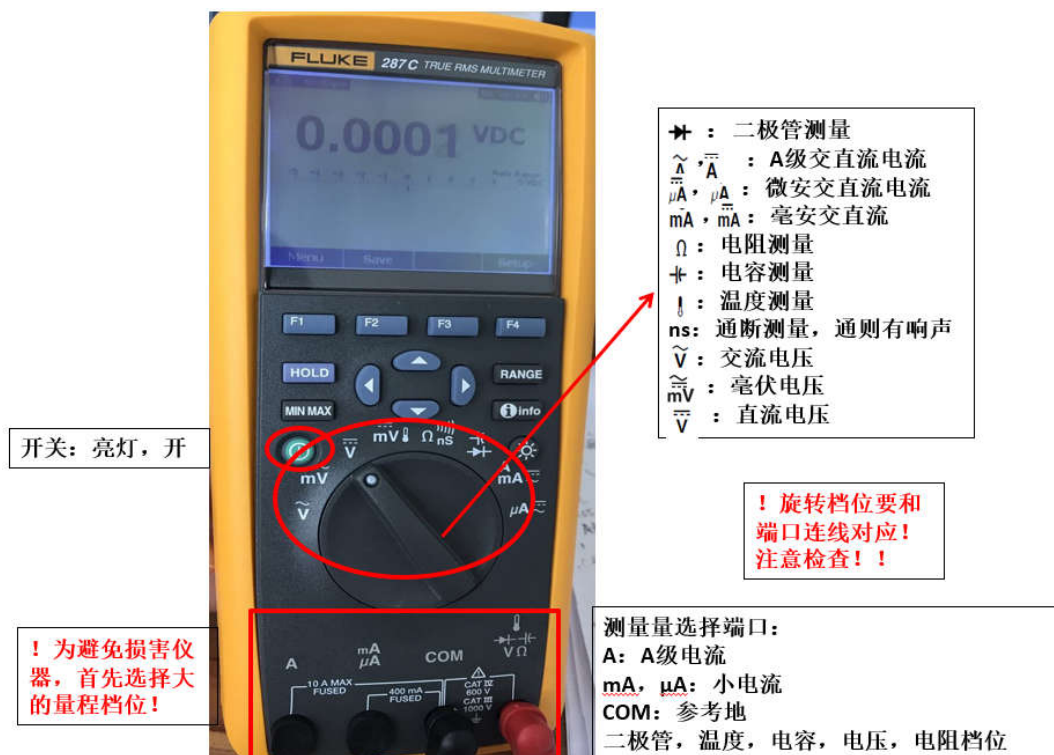 FLUKE 287C TRUE RMS MULTIMETER
0.0001 VDC
Menu Save Setup
F1 F2 F3 F4
HOLD RANGE
MIN MAX info
V mV Ω nS
mV A mA
V μA
A mA μA COM V Ω
10 A MAX FUSED
400 mA FUSED
CAT IV
600 V
CAT III
1000 V
开关：亮灯，开
！为避免损害仪
器，首先选择大
的量程档位！
：二极管测量
A，A：A级交直流电流
μA，μA：微安交直流电流
mA，mA：毫安交直流
Ω：电阻测量
：电容测量
：温度测量
ns：通断测量，通则有响声
V：交流电压
mV：毫伏电压
V：直流电压
！旋转档位要和
端口连线对应！
注意检查！！
测量量选择端口：
A：A级电流
mA，μA：小电流
COM：参考地
二极管，温度，电容，电压，电阻档位